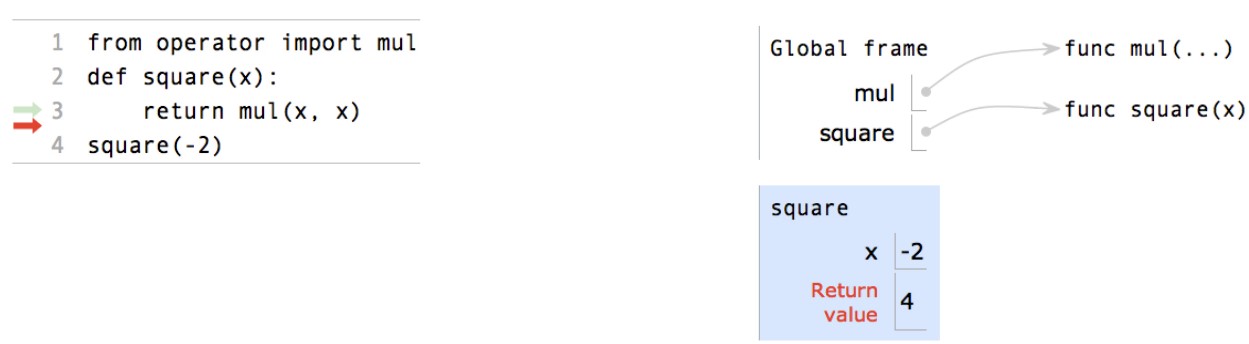 1 from operator import mul
2 def square(x):
3     return mul(x, x)
4 square(-2)
Global frame
mul
square
func mul(...)
func square(x)
square
x -2
Return
value 4